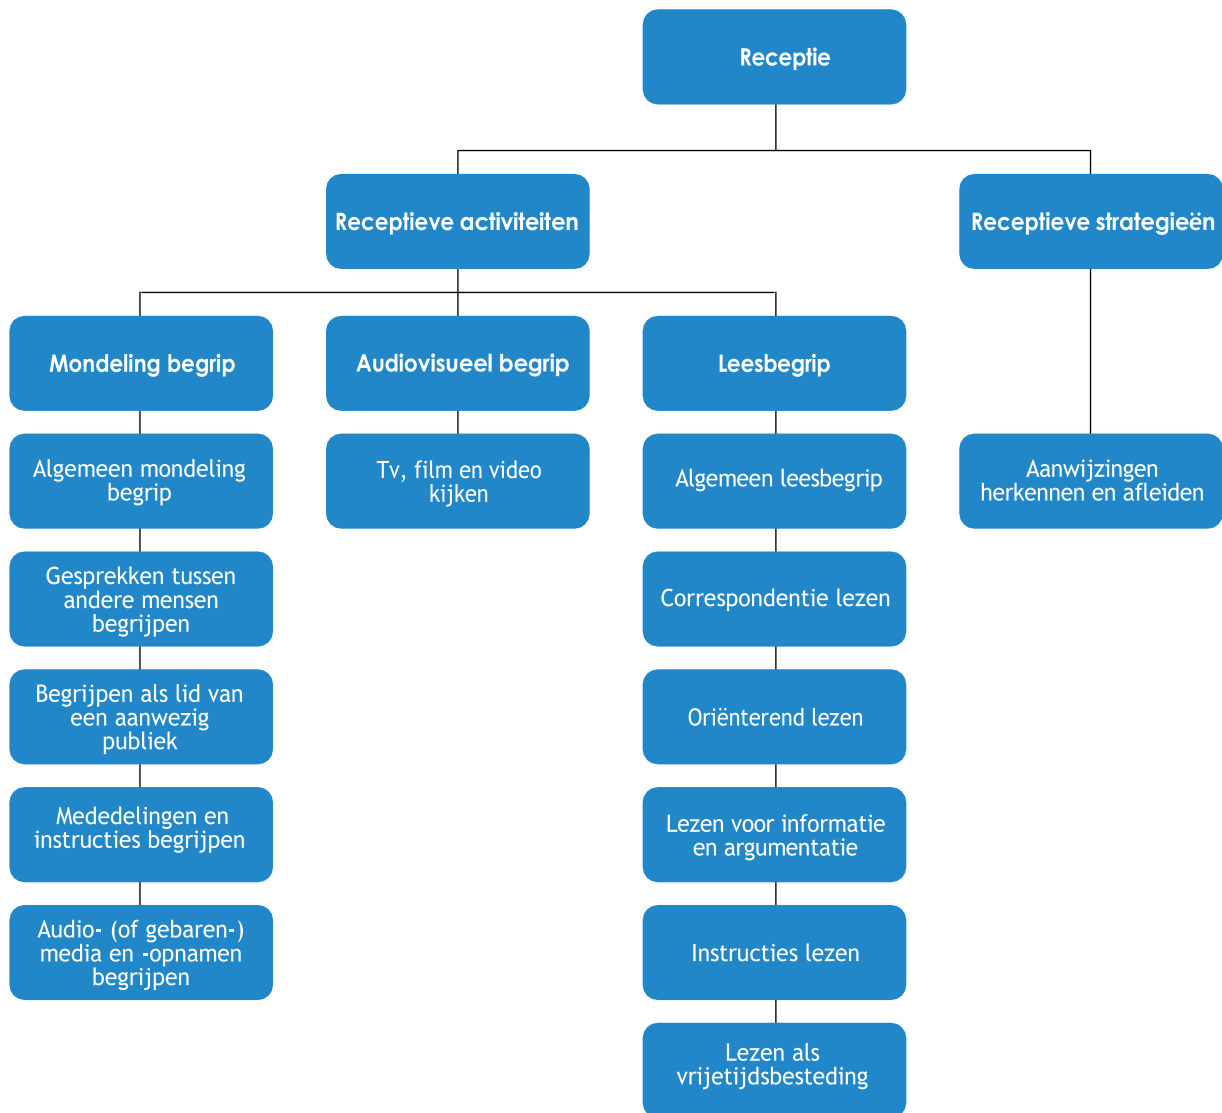 Receptie
Receptieve activiteiten
Receptieve strategieën
Mondeling begrip
Audiovisueel begrip
Leesbegrip
Algemeen mondeling
begrip
Gesprekken tussen
andere mensen
begrijpen
Begrijpen als lid van
een aanwezig
publiek
Mededelingen en
instructies begrijpen
Audio- (of gebaren-)
media en -opnamen
begrijpen
Tv, film en video
kijken
Algemeen leesbegrip
Correspondentie lezen
Oriënterend lezen
Lezen voor informatie
en argumentatie
Instructies lezen
Lezen als
vrijetijdsbesteding
Aanwijzingen
herkennen en afleiden